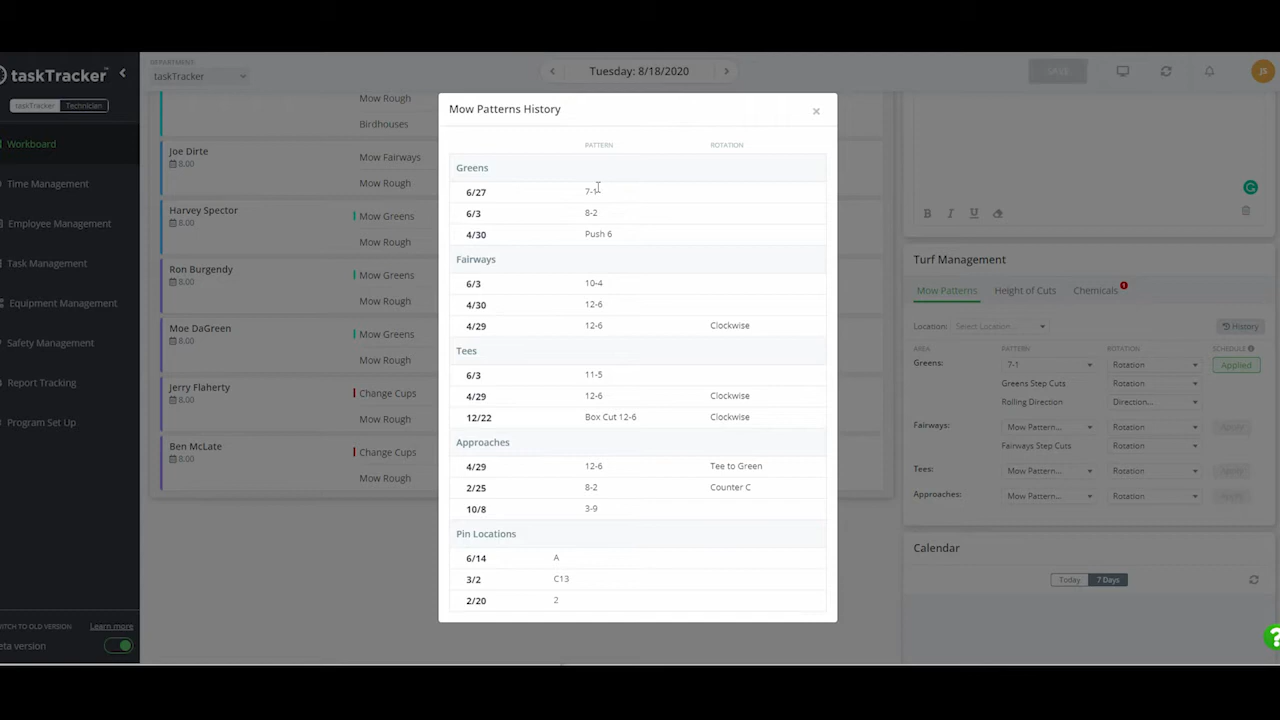 taskTracker™
taskTracker Technician
Workboard
Time Management
Employee Management
Task Management
Equipment Management
Safety Management
Report Tracking
Program Set Up
Learn more
DEPARTMENT
taskTracker
Tuesday: 8/18/2020
SAVE
JS
Mow Rough
Birdhouses
Joe Dirte
8.00
Mow Fairways
Mow Rough
Harvey Spector
8.00
Mow Greens
Mow Rough
Ron Burgendy
8.00
Mow Greens
Mow Rough
Moe DaGreen
8.00
Mow Greens
Mow Rough
Jerry Flaherty
8.00
Change Cups
Mow Rough
Ben McLate
8.00
Change Cups
Mow Rough
Mow Patterns History
×
PATTERN ROTATION
Greens
6/27 7-1
6/3 8-2
4/30 Push 6
Fairways
6/3 10-4
4/30 12-6
4/29 12-6 Clockwise
Tees
6/3 11-5
4/29 12-6 Clockwise
12/22 Box Cut 12-6 Clockwise
Approaches
4/29 12-6 Tee to Green
2/25 8-2 Counter C
10/8 3-9
Pin Locations
6/14 A
3/2 C13
2/20 2
B I U
Turf Management
Mow Patterns Height of Cuts Chemicals
Location: Select Location... History
AREA PATTERN ROTATION SCHEDULE
Greens: 7-1 Rotation Applied
Greens Step Cuts Rotation
Rolling Direction Direction...
Fairways: Mow Pattern... Rotation Apply
Fairways Step Cuts Rotation
Tees: Mow Pattern... Rotation Apply
Approaches: Mow Pattern... Rotation Apply
Calendar
Today 7 Days
?